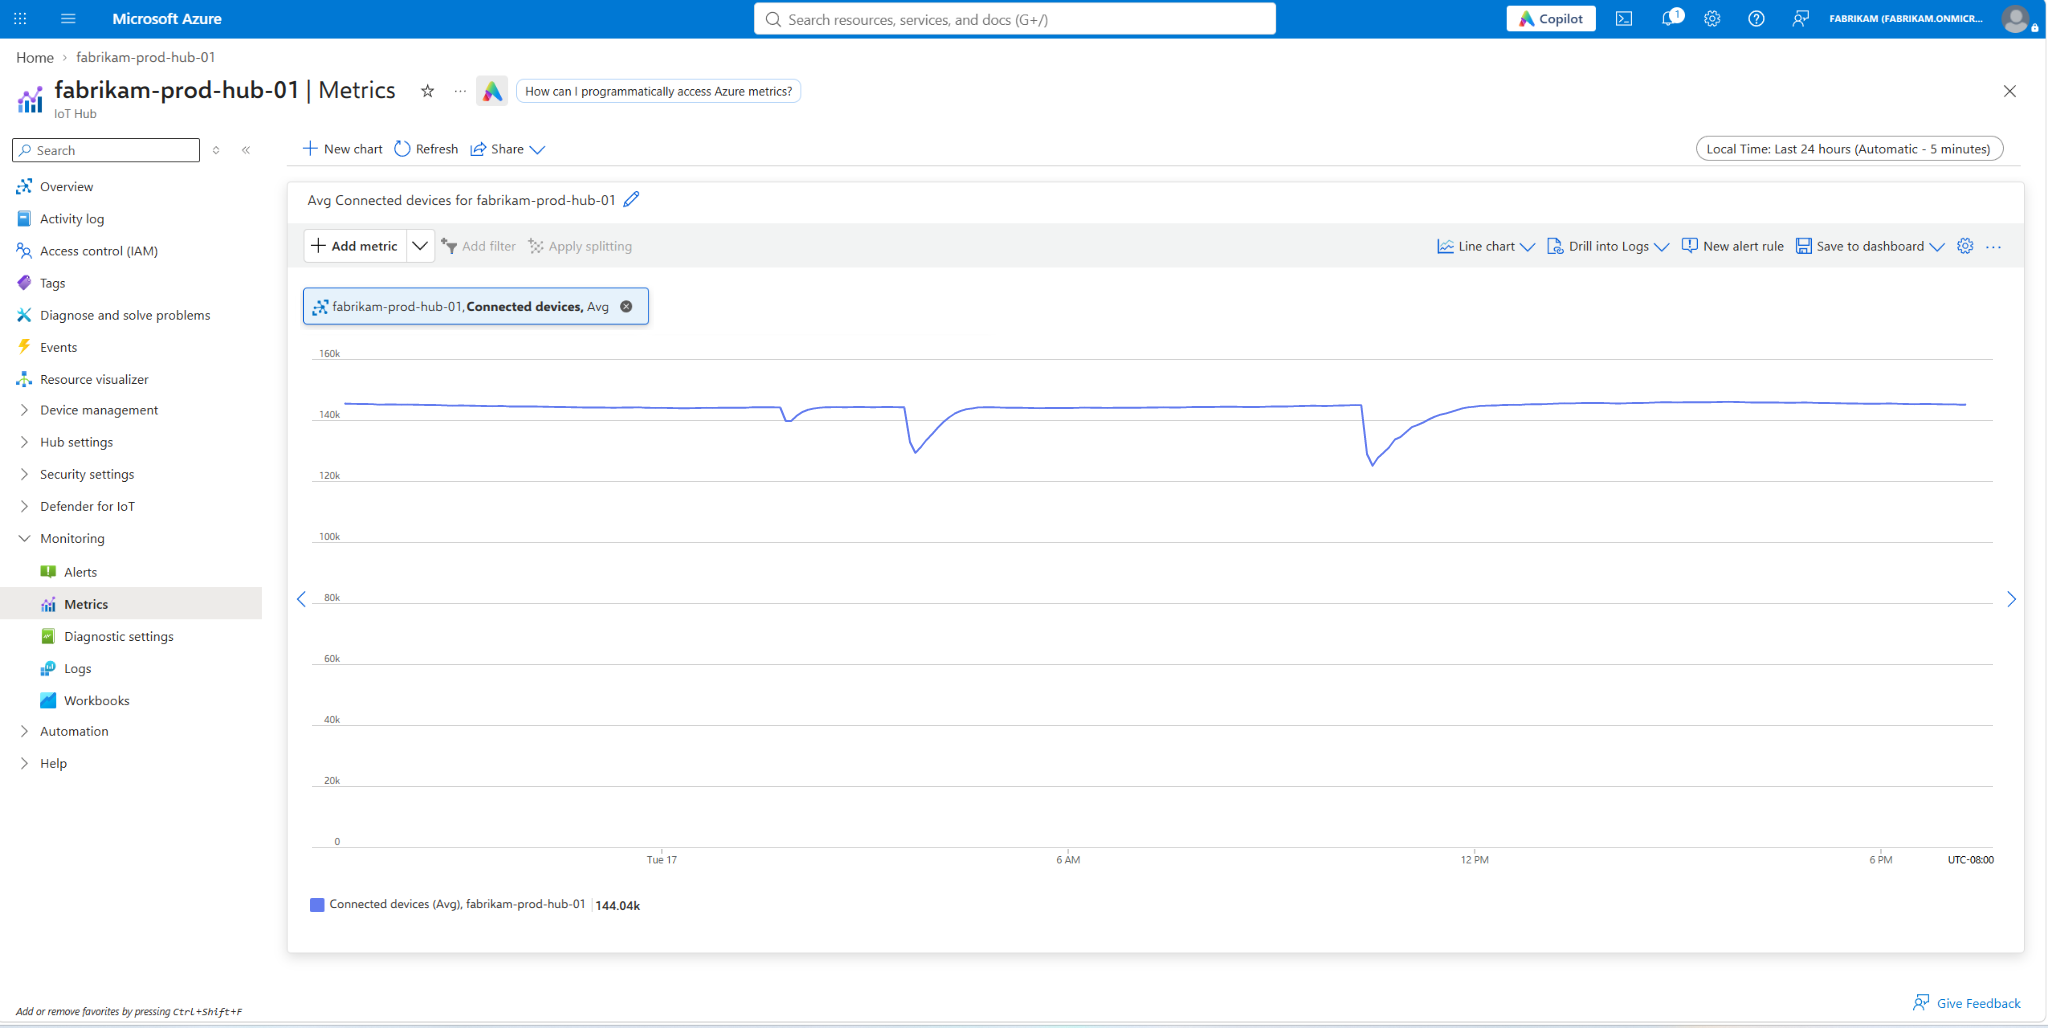 Microsoft Azure
Search resources, services, and docs (G+/)
Copilot
1
FABRIKAM (FABRIKAM.ONMICR...
Home > fabrikam-prod-hub-01
fabrikam-prod-hub-01 | Metrics
...
How can I programmatically access Azure metrics?
IoT Hub
Search
Overview
Activity log
Access control (IAM)
Tags
Diagnose and solve problems
Events
Resource visualizer
Device management
Hub settings
Security settings
Defender for IoT
Monitoring
Alerts
Metrics
Diagnostic settings
Logs
Workbooks
Automation
Help
Add or remove favorites by pressing Ctrl+Shift+F
New chart
Refresh
Share
Local Time: Last 24 hours (Automatic - 5 minutes)
Avg Connected devices for fabrikam-prod-hub-01
Add metric
Add filter
Apply splitting
Line chart
Drill into Logs
New alert rule
Save to dashboard
...
fabrikam-prod-hub-01, Connected devices, Avg
160k
140k
120k
100k
80k
60k
40k
20k
0
Tue 17
6 AM
12 PM
6 PM
UTC-08:00
Connected devices (Avg), fabrikam-prod-hub-01 | 144.04k
Give Feedback